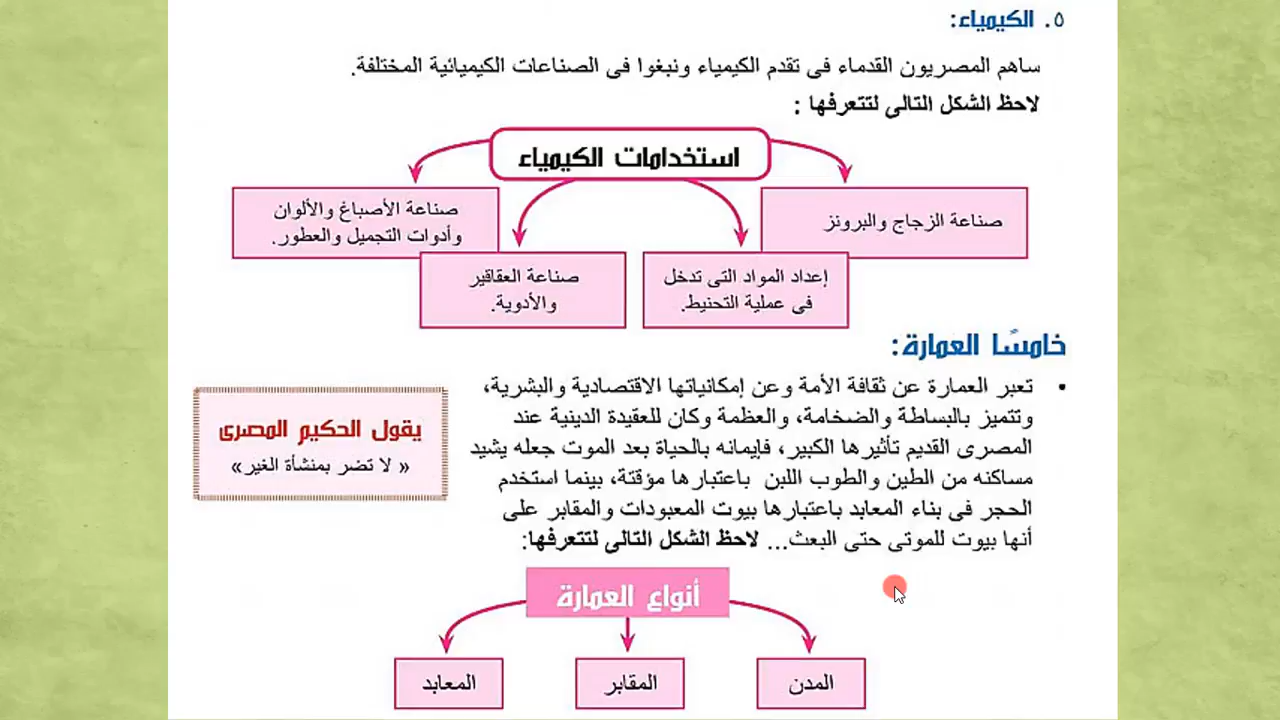 ٥. الكيمياء:
ساهم المصريون القدماء فى تقدم الكيمياء ونبغوا فى الصناعات الكيميائية المختلفة.
لاحظ الشكل التالى لتتعرفها :
استخدامات الكيمياء
صناعة الزجاج والبرونز
إعداد المواد التى تدخل
فى عملية التحنيط.
صناعة العقاقير
والأدوية.
صناعة الأصباغ والألوان
وأدوات التجميل والعطور.
خامسًا العمارة:
• تعبر العمارة عن ثقافة الأمة وعن إمكانياتها الاقتصادية والبشرية،
وتتميز بالبساطة والضخامة، والعظمة وكان للعقيدة الدينية عند
المصرى القديم تأثيرها الكبير، فإيمانه بالحياة بعد الموت جعله يشيد
مساكنه من الطين والطوب اللبن باعتبارها مؤقتة، بينما استخدم
الحجر فى بناء المعابد باعتبارها بيوت المعبودات والمقابر على
أنها بيوت للموتى حتى البعث... لاحظ الشكل التالى لتتعرفها:
يقول الحكيم المصرى
« لا تضر بمنشأة الغير»
أنواع العمارة
المدن
المقابر
المعابد